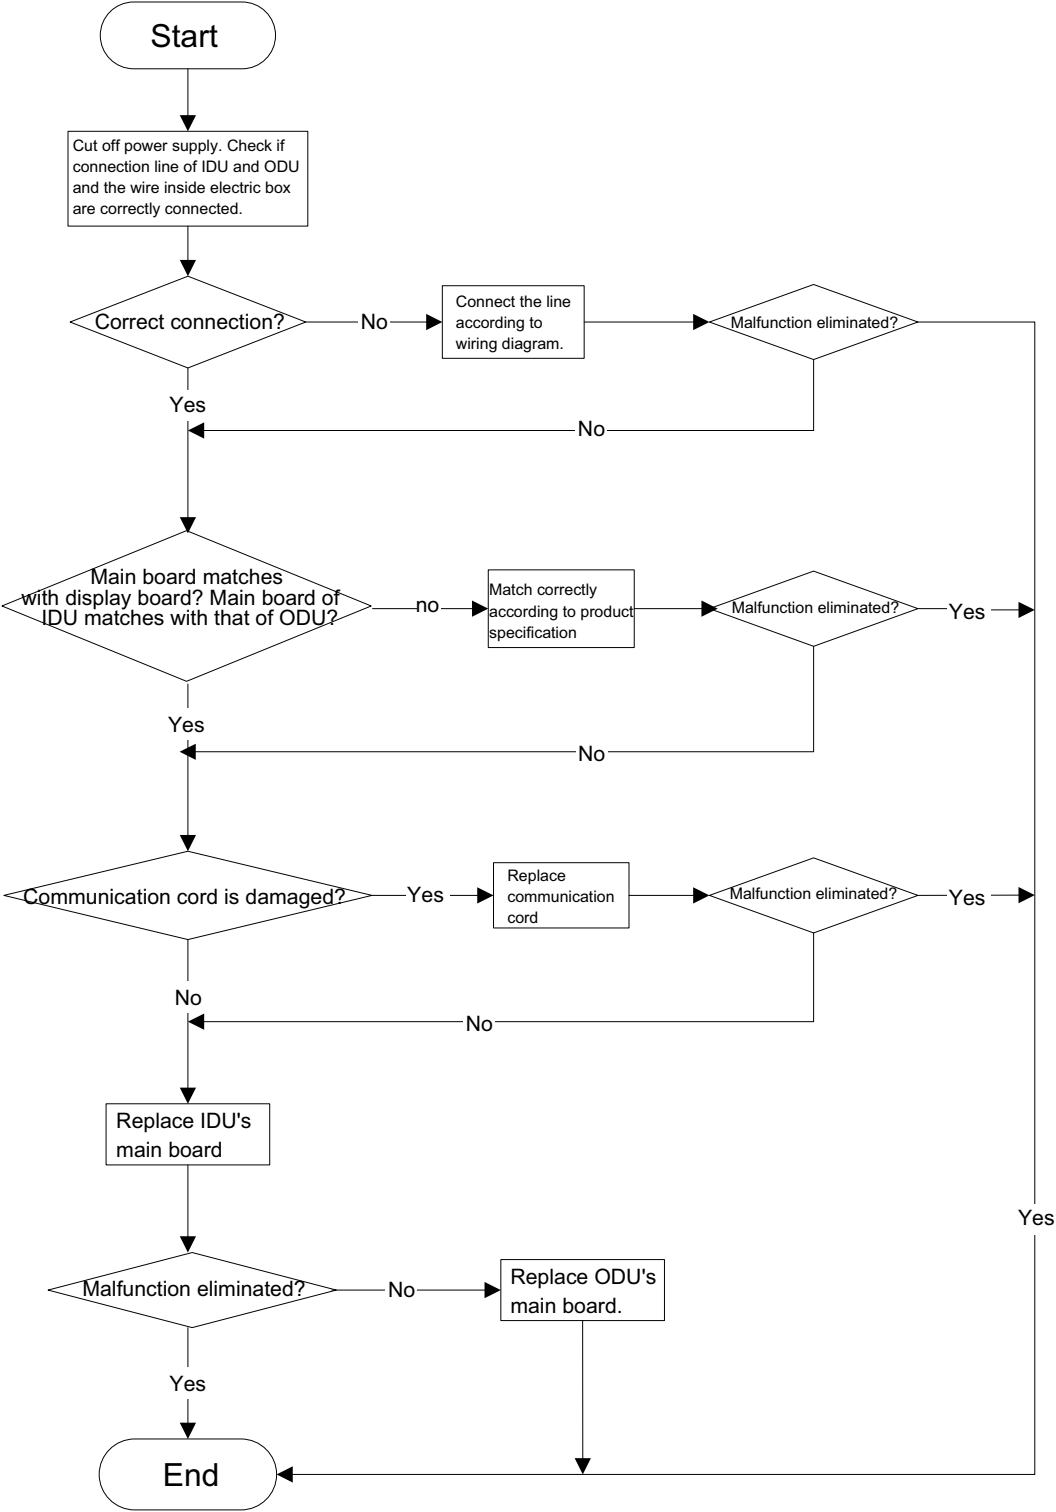 Start
Cut off power supply. Check if
connection line of IDU and ODU
and the wire inside electric box
are correctly connected.
Correct connection?
No
Connect the line
according to
wiring diagram.
Malfunction eliminated?
Yes
No
Main board matches
with display board? Main board of
IDU matches with that of ODU?
no
Match correctly
according to product
specification
Malfunction eliminated?
Yes
Yes
No
Communication cord is damaged?
Yes
Replace
communication
cord
Malfunction eliminated?
Yes
No
No
Replace IDU's
main board
Yes
Malfunction eliminated?
No
Replace ODU's
main board.
Yes
End